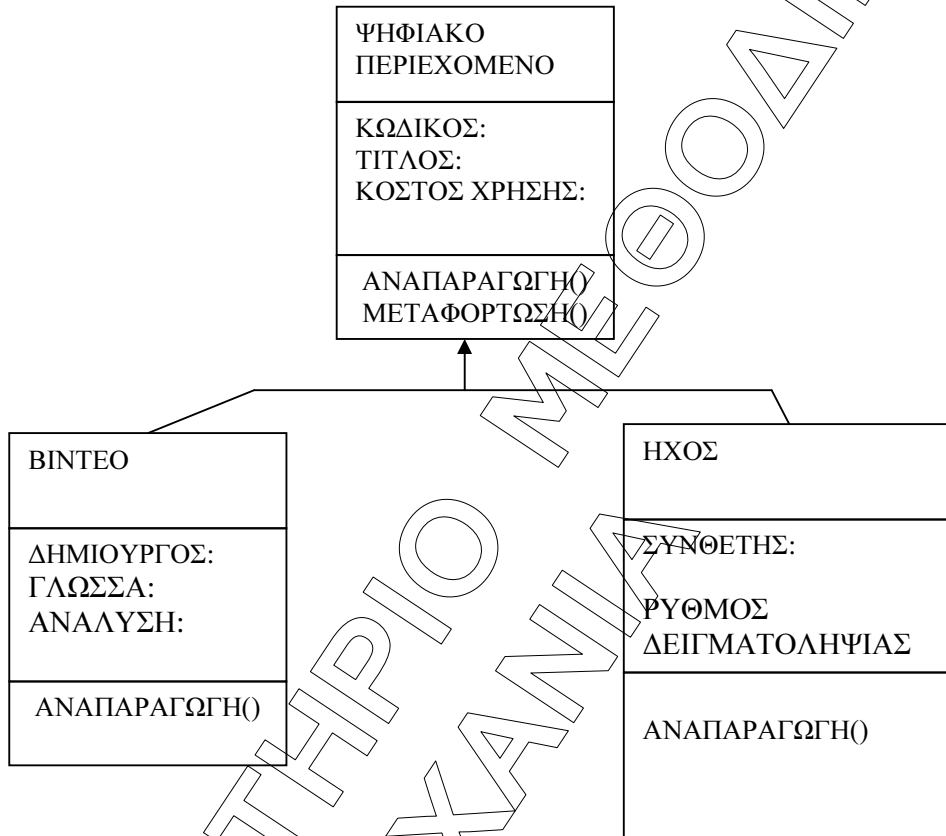 ΨΗΦΙΑΚΟ
ΠΕΡΙΕΧΟΜΕΝΟ
ΚΩΔΙΚΟΣ:
ΤΙΤΛΟΣ:
ΚΟΣΤΟΣ ΧΡΗΣΗΣ:
ΑΝΑΠΑΡΑΓΩΓΗ()
ΜΕΤΑΦΟΡΤΩΣΗ()
ΒΙΝΤΕΟ
ΔΗΜΙΟΥΡΓΟΣ:
ΓΛΩΣΣΑ:
ΑΝΑΛΥΣΗ:
ΑΝΑΠΑΡΑΓΩΓΗ()
ΗΧΟΣ
ΣΥΝΘΕΤΗΣ:
ΡΥΘΜΟΣ
ΔΕΙΓΜΑΤΟΛΗΨΙΑΣ
ΑΝΑΠΑΡΑΓΩΓΗ()